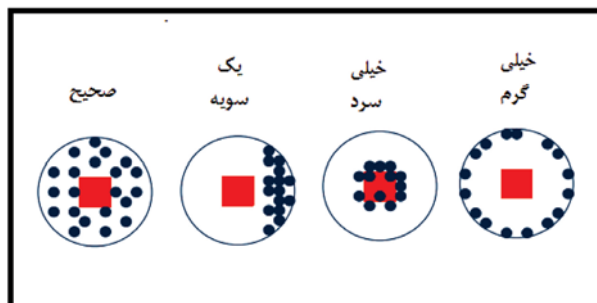 خیلی
گرم
خیلی
سرد
یک
سویه
صحیح